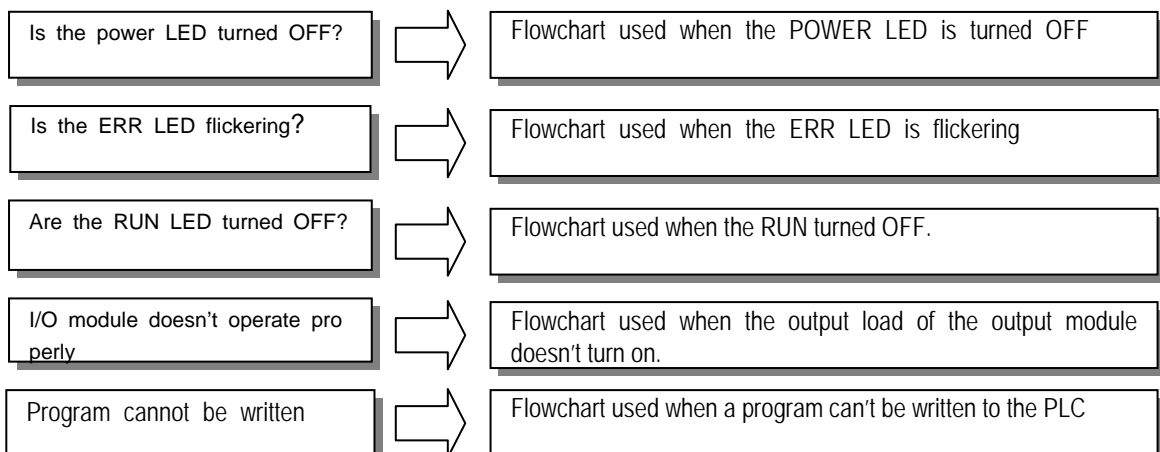 Is the power LED turned OFF?
Flowchart used when the POWER LED is turned OFF
Is the ERR LED flickering?
Flowchart used when the ERR LED is flickering
Are the RUN LED turned OFF?
Flowchart used when the RUN turned OFF.
I/O module doesn't operate pro
perly
Flowchart used when the output load of the output module
doesn't turn on.
Program cannot be written
Flowchart used when a program can't be written to the PLC